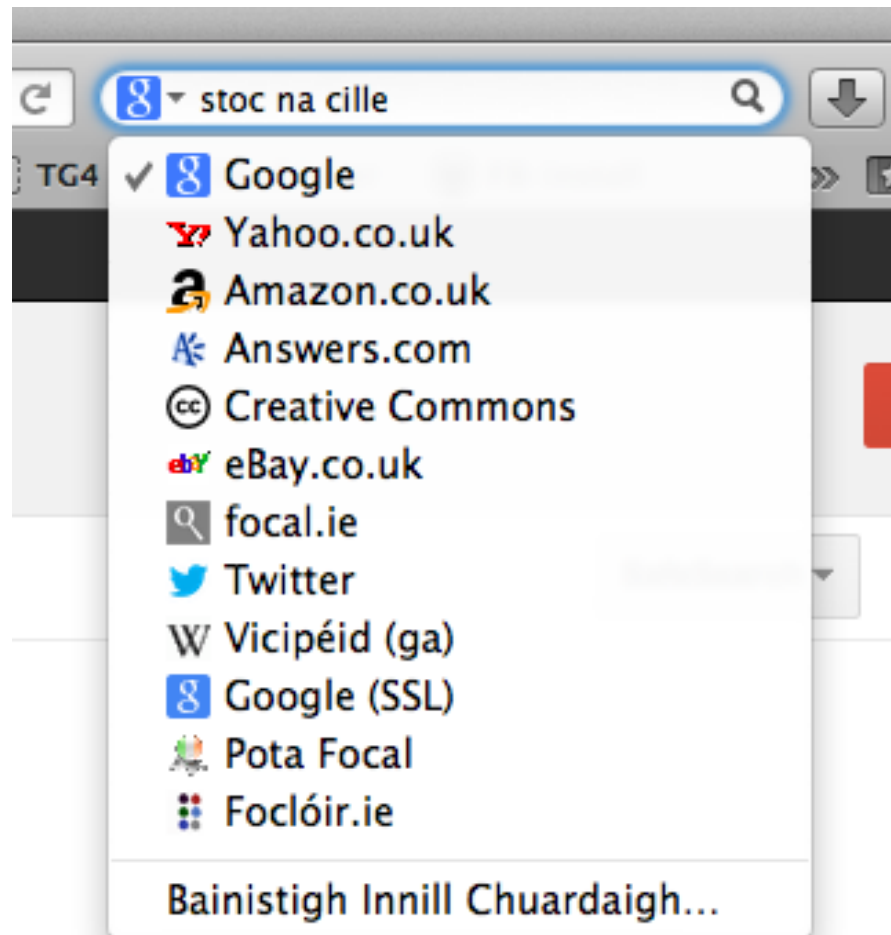 stoc na cille
TG4
Google
Yahoo.co.uk
Amazon.co.uk
Answers.com
Creative Commons
eBay.co.uk
focal.ie
Twitter
Vicipéid (ga)
Google (SSL)
Pota Focal
Foclóir.ie
Bainistigh Innill Chuardaigh...